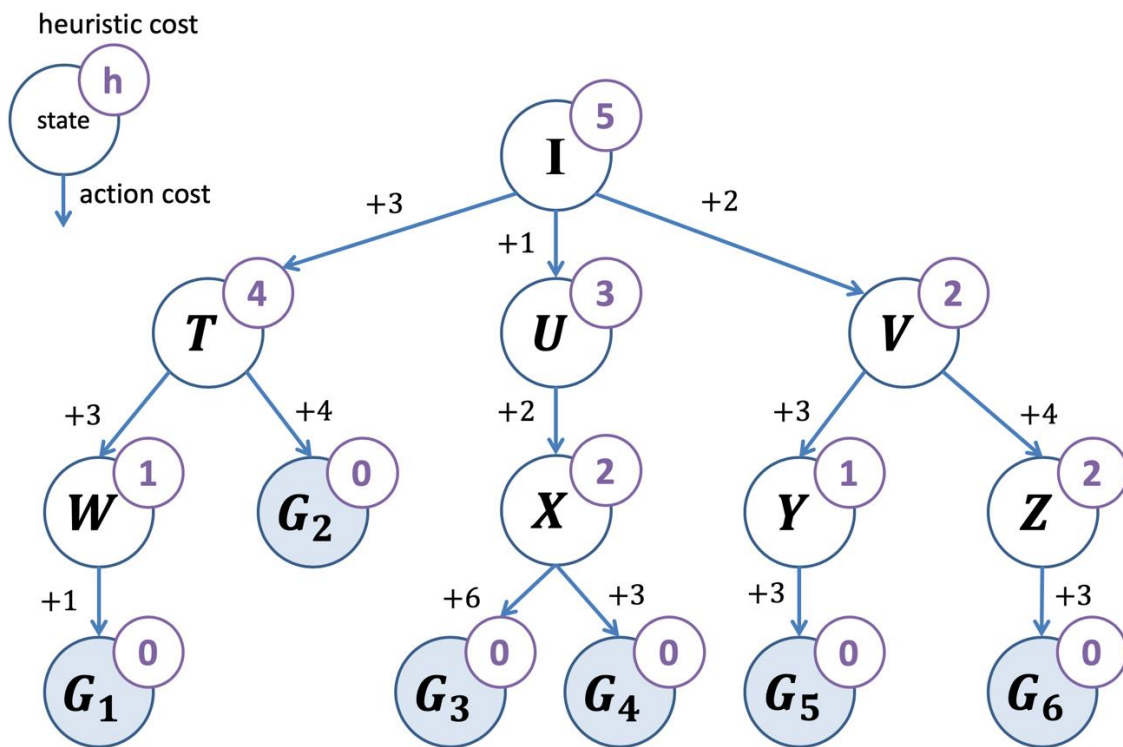 heuristic cost
h
state
action cost
5
I
+3
+1
+2
4
T
3
U
2
V
+3
+4
+2
+3
+4
1
W
0
G₂
2
X
1
Y
2
Z
+1
+6
+3
+3
+3
0
G₁
0
G₃
0
G₄
0
G₅
0
G₆